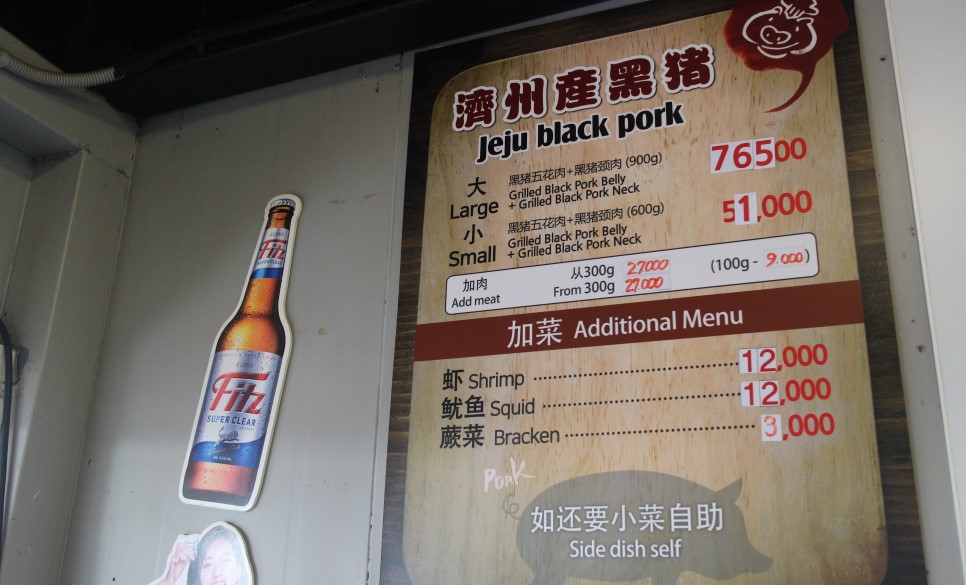 濟州産黑猪
Jeju black pork
大
Large
黑猪五花肉+黑猪颈肉 (900g)
Grilled Black Pork Belly
+ Grilled Black Pork Neck
76500
小
Small
黑猪五花肉+黑猪颈肉 (600g)
Grilled Black Pork Belly
+ Grilled Black Pork Neck
51,000
加肉
Add meat
从300g 27000
From 300g 27000
(100g - 9.000)
加菜 Additional Menu
虾 Shrimp 12,000
鱿鱼 Squid 12,000
蕨菜 Bracken 3,000
PORK
如还要小菜自助
Side dish self
Fitz
SUPER CLEAR
Fitz
SUPER CLEAR